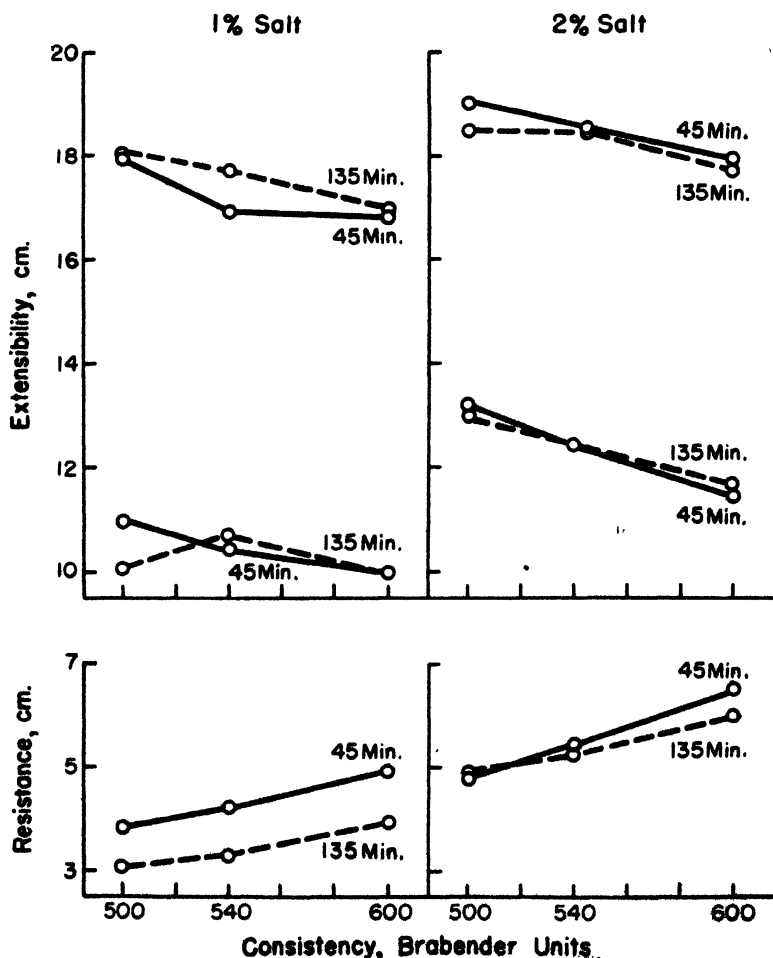 1% Salt 2% Salt
20
18
16
14
12
10
Extensibility, cm.
135 Min.
45 Min.
45 Min.
135 Min.
135 Min.
45 Min.
135 Min.
45 Min.
7
5
3
Resistance, cm.
45 Min.
135 Min.
45 Min.
135 Min.
500 540 600 500 540 600
Consistency, Brabender Units